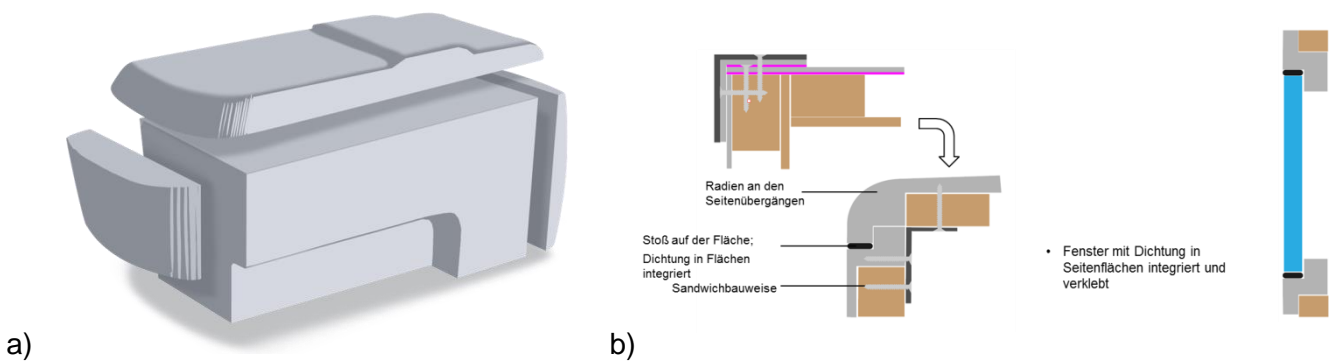 Radien an den
Seitenübergängen
Stoß auf der Fläche;
Dichtung in Flächen
integriert
Sandwichbauweise
• Fenster mit Dichtung in
Seitenflächen integriert und
verklebt
a)
b)